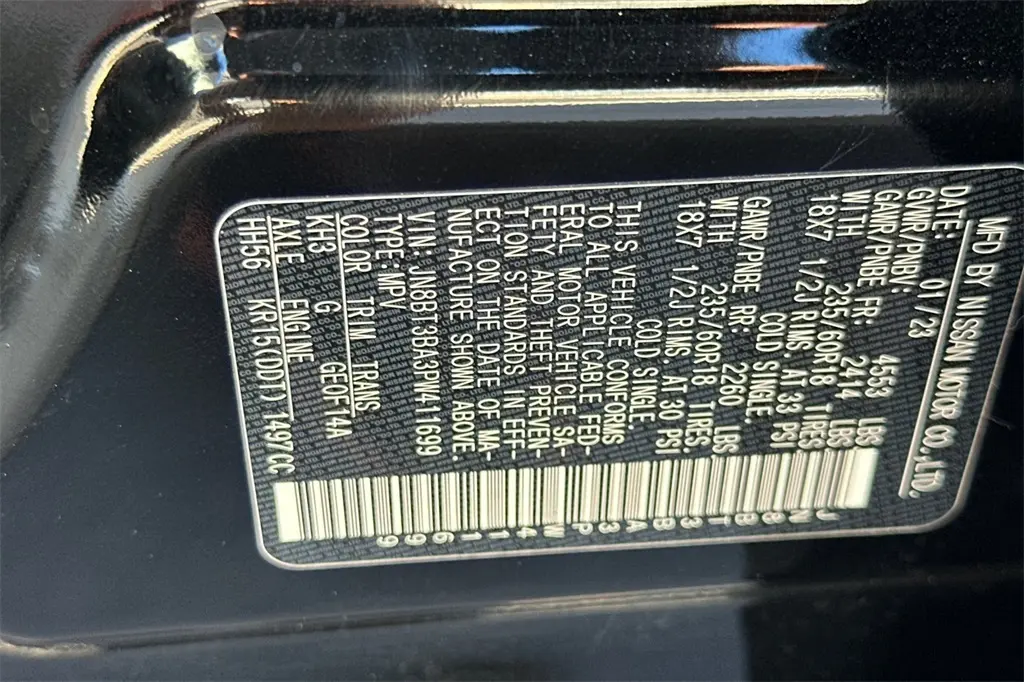 MFD BY NISSAN MOTOR CO.,LTD.
DATE: 01/23
GVWR/PNBV: 4553 LBS
GAWR/PNBE FR: 2414 LBS
WITH 235/60R18 TIRES
18X7 1/2J RIMS. AT 33 PSI
COLD SINGLE.
GAWR/PNBE RR: 2260 LBS
WITH 235/60R18 TIRES.
18X7 1/2J RIMS AT 30 PSI
COLD SINGLE.
THIS VEHICLE CONFORMS
TO ALL APPLICABLE FED-
ERAL MOTOR VEHICLE SA-
FETY AND THEFT PREVEN-
TION STANDARDS IN EFF-
ECT ON THE DATE OF MA-
NUFACTURE SHOWN ABOVE.
VIN: JN8BT3BA3PW411699
TYPE: MPV
COLOR TRIM TRANS
KH3 G GE0F14A
AXLE ENGINE
HH56 KR15(DDT) 1497CC
JN8BT3BA3PW411699